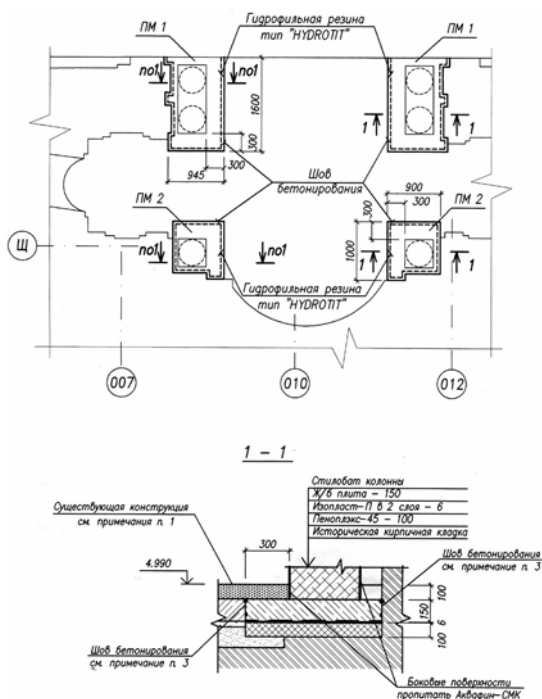 ПМ 1
Гидрофильная резина
тип "HYDROTIT"
ПМ 1
по1
по1
1600
300
300
945
1
1
Шов
бетонирования
900
300
300
1000
ПМ 2
ПМ 2
Щ
по1
по1
1
1
Гидрофильная резина
тип "HYDROTIT"
007
010
012
1 - 1
Стилобат колонны
Ж/б плита - 150
Изопласт-П в 2 слоя - 6
Пеноплэкс-45 - 100
Историческая кирпичная кладка
Существующая конструкция
см. примечания п. 1
300
4.990
Шов бетонирования
см. примечание п. 3
100
150
6
100
Шов бетонирования
см. примечание п. 3
Боковые поверхности
пропитать Аквафин-СМК